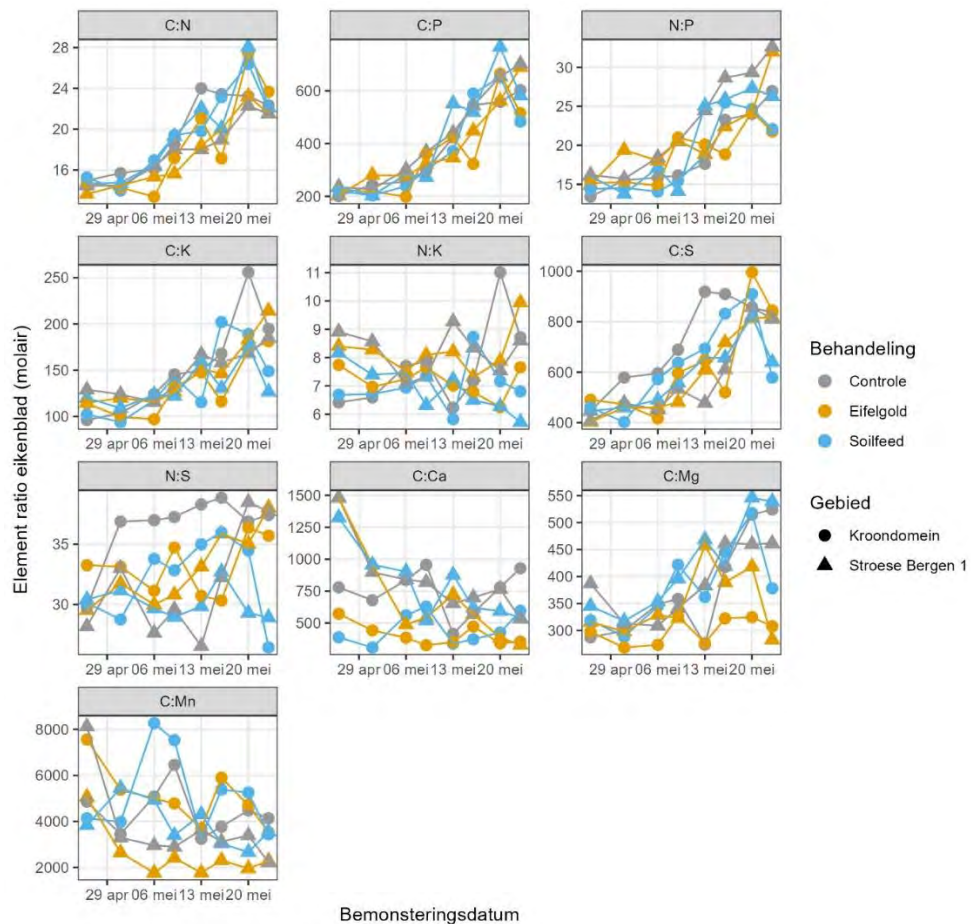 C:N
C:P
N:P
28
24
20
16
600
400
200
30
25
20
15
29 apr 06 mei 13 mei 20 mei
29 apr 06 mei 13 mei 20 mei
29 apr 06 mei 13 mei 20 mei
C:K
N:K
C:S
250
200
150
100
11
10
9
8
7
6
1000
800
600
400
29 apr 06 mei 13 mei 20 mei
29 apr 06 mei 13 mei 20 mei
29 apr 06 mei 13 mei 20 mei
N:S
C:Ca
C:Mg
35
30
1500
1250
1000
750
500
550
500
450
400
350
300
29 apr 06 mei 13 mei 20 mei
29 apr 06 mei 13 mei 20 mei
29 apr 06 mei 13 mei 20 mei
C:Mn
8000
6000
4000
2000
29 apr 06 mei 13 mei 20 mei
Element ratio eikenblad (molair)
Bemonsteringsdatum
Behandeling
Controle
Eifelgold
Soilfeed
Gebied
Kroondomein
Stroese Bergen 1